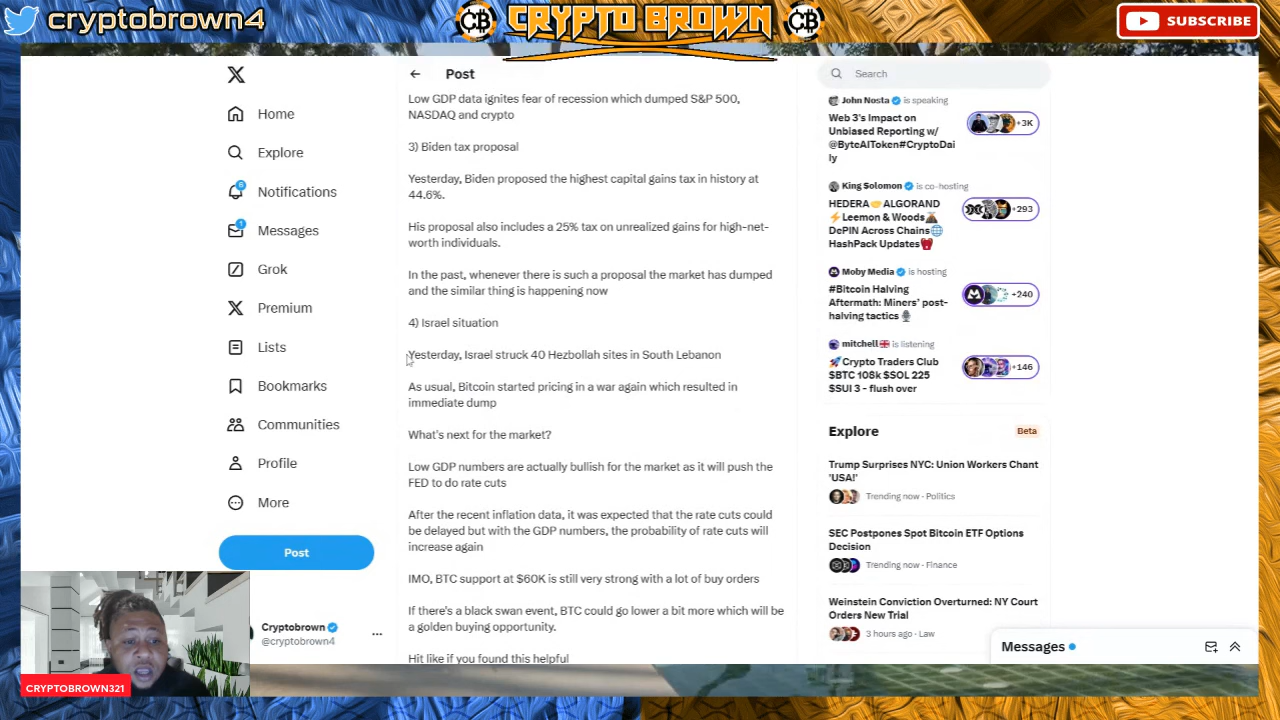 cryptobrown4
CB
CRYPTO BROWN
CB
SUBSCRIBE
Home
Explore
Notifications
6
Messages
1
Grok
Premium
Lists
Bookmarks
Communities
Profile
More
Post
Cryptobrown
@cryptobrown4
CRYPTOBROWN321
Post
Low GDP data ignites fear of recession which dumped S&P 500,
NASDAQ and crypto
3) Biden tax proposal
Yesterday, Biden proposed the highest capital gains tax in history at
44.6%.
His proposal also includes a 25% tax on unrealized gains for high-net-
worth individuals.
In the past, whenever there is such a proposal the market has dumped
and the similar thing is happening now
4) Israel situation
Yesterday, Israel struck 40 Hezbollah sites in South Lebanon
As usual, Bitcoin started pricing in a war again which resulted in
immediate dump
What's next for the market?
Low GDP numbers are actually bullish for the market as it will push the
FED to do rate cuts
After the recent inflation data, it was expected that the rate cuts could
be delayed but with the GDP numbers, the probability of rate cuts will
increase again
IMO, BTC support at $60K is still very strong with a lot of buy orders
If there's a black swan event, BTC could go lower a bit more which will be
a golden buying opportunity.
Hit like if you found this helpful
Search
John Nosta is speaking
Web 3's Impact on
Unbiased Reporting w/
@ByteAIToken#CryptoDai
ly
+3K
King Solomon is co-hosting
HEDERA🤝ALGORAND
⚡Leemon & Woods🌋
DePIN Across Chains🌐
HashPack Updates
+293
Moby Media is hosting
#Bitcoin Halving
Aftermath: Miners' post-
halving tactics 🎙
+240
mitchell🇬🇧 is listening
🚀Crypto Traders Club
$BTC 108k $SOL 225
$SUI 3 - flush over
+146
Explore
Beta
Trump Surprises NYC: Union Workers Chant
'USA!'
Trending now · Politics
SEC Postpones Spot Bitcoin ETF Options
Decision
Trending now · Finance
Weinstein Conviction Overturned: NY Court
Orders New Trial
3 hours ago · Law
Messages